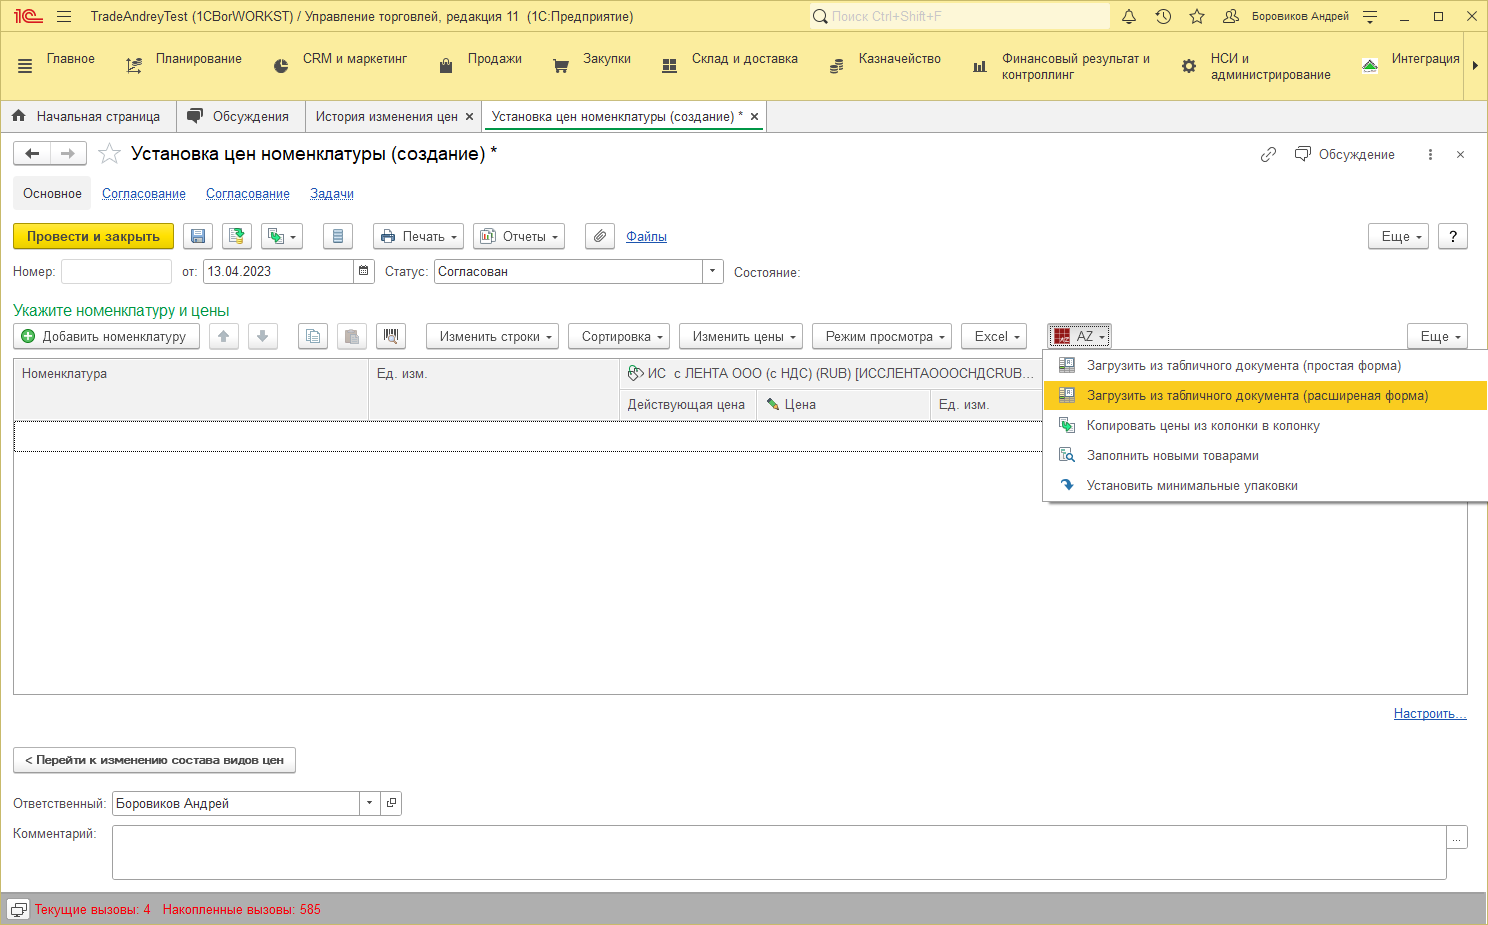 TradeAndreyTest (1CBorWORKST) / Управление торговлей, редакция 11 (1С:Предприятие)
Поиск Ctrl+Shift+F
Боровиков Андрей
Главное
Планирование
CRM и маркетинг
Продажи
Закупки
Склад и доставка
Казначейство
Финансовый результат и контроллинг
НСИ и администрирование
Интеграция
Начальная страница
Обсуждения
История изменения цен ×
Установка цен номенклатуры (создание) * ×
Установка цен номенклатуры (создание) *
Обсуждение
Основное
Согласование
Согласование
Задачи
Провести и закрыть
Печать
Отчеты
Файлы
Еще
?
Номер:
от: 13.04.2023
Статус: Согласован
Состояние:
Укажите номенклатуру и цены
Добавить номенклатуру
Изменить строки
Сортировка
Изменить цены
Режим просмотра
Excel
AZ
Еще
Номенклатура
Ед. изм.
ИС с ЛЕНТА ООО (с НДС) (RUB) [ИССЛЕНТАОООСНДСRUB...
Действующая цена
Цена
Ед. изм.
Загрузить из табличного документа (простая форма)
Загрузить из табличного документа (расширеная форма)
Копировать цены из колонки в колонку
Заполнить новыми товарами
Установить минимальные упаковки
Настроить...
< Перейти к изменению состава видов цен
Ответственный: Боровиков Андрей
Комментарий:
...
Текущие вызовы: 4 Накопленные вызовы: 585